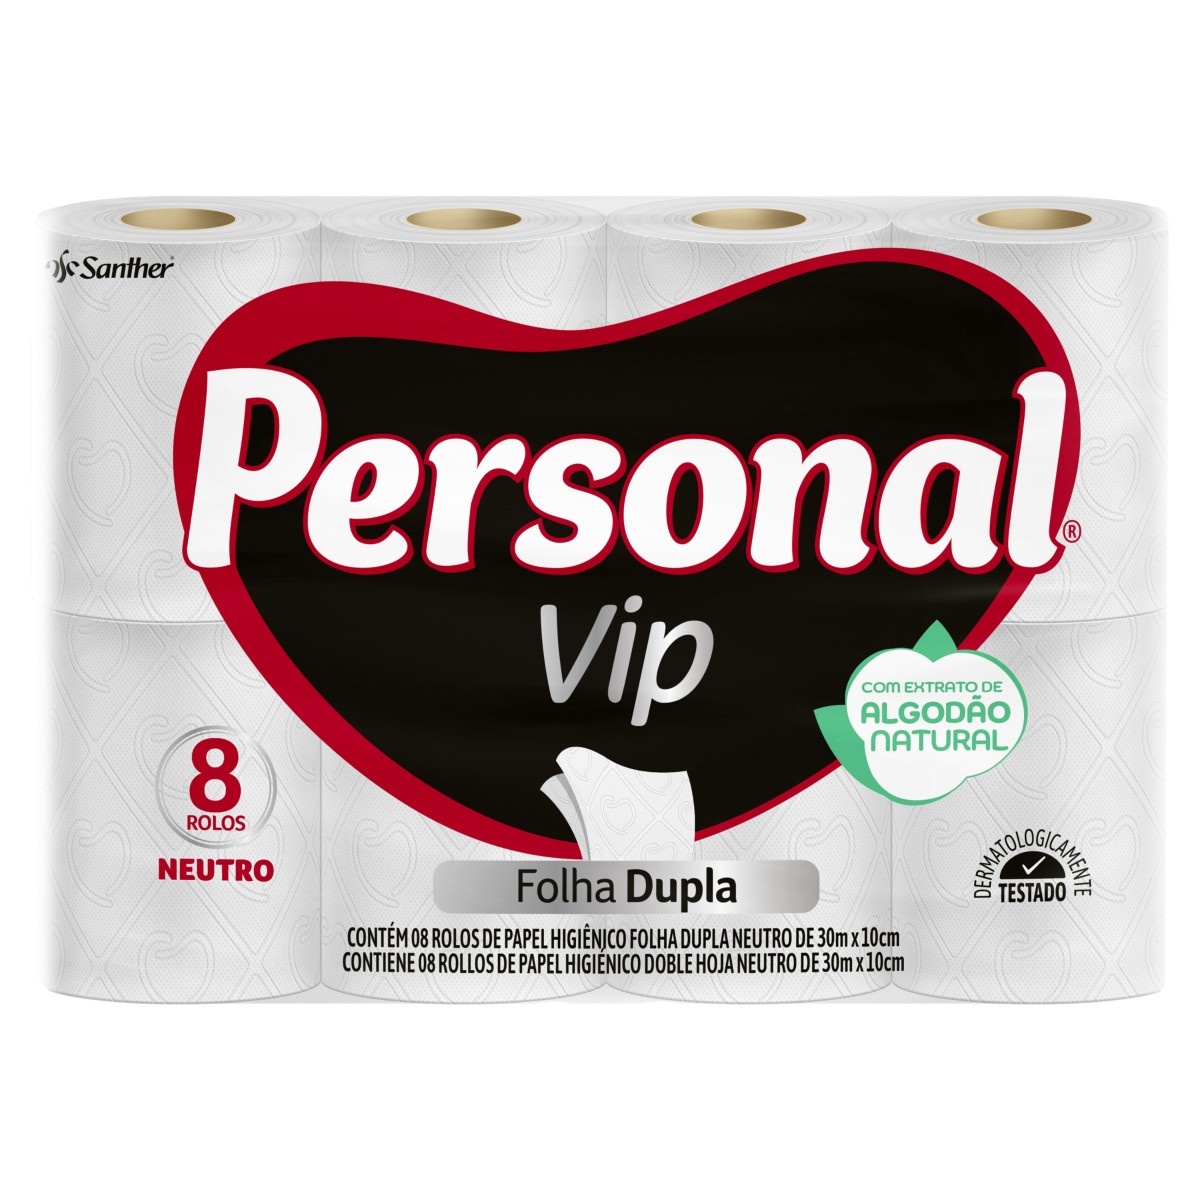 Santher®
Personal®
Vip
COM EXTRATO DE
ALGODÃO
NATURAL
8
ROLOS
NEUTRO
DERMATOLOGICAMENTE
TESTADO
Folha Dupla
CONTÉM 08 ROLOS DE PAPEL HIGIÊNICO FOLHA DUPLA NEUTRO DE 30m x 10cm
CONTIENE 08 ROLLOS DE PAPEL HIGIÉNICO DOBLE HOJA NEUTRO DE 30m x 10cm